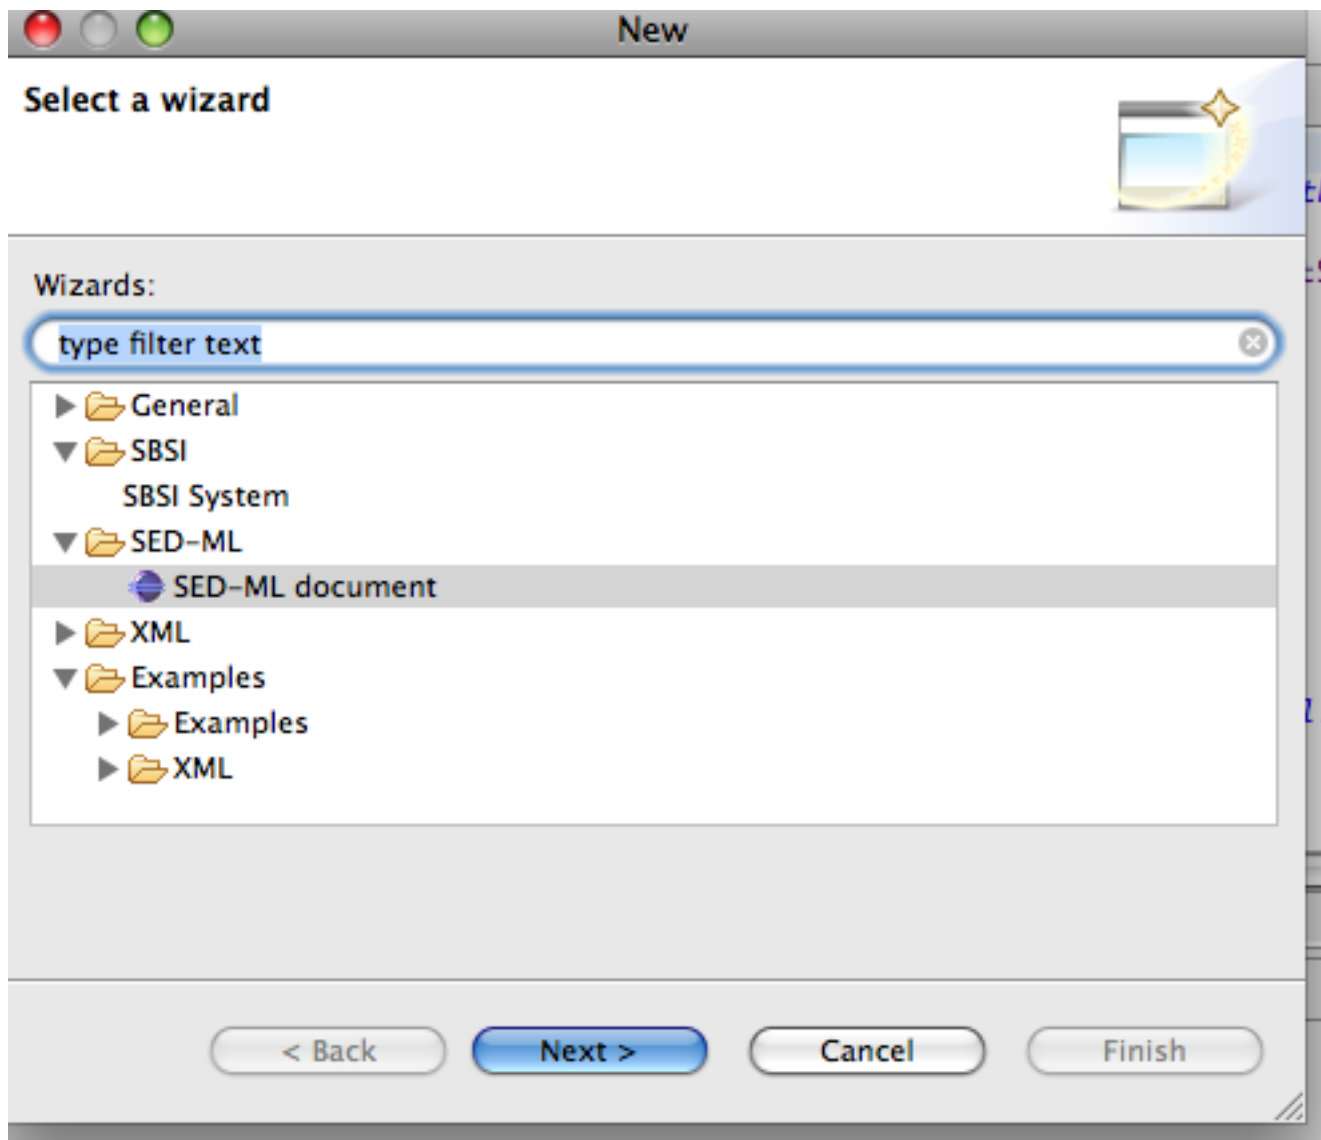 New
Select a wizard
Wizards:
type filter text
General
SBSI
SBSI System
SED-ML
SED-ML document
XML
Examples
Examples
XML
< Back Next > Cancel Finish